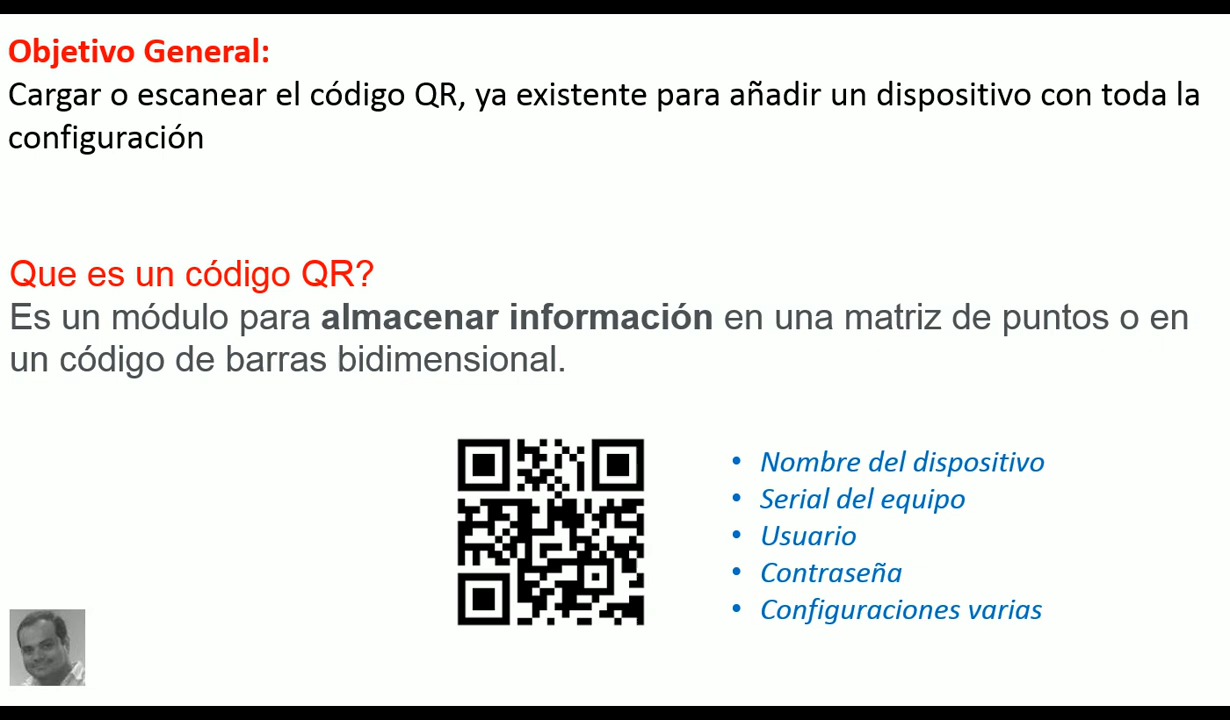 Objetivo General:
Cargar o escanear el código QR, ya existente para añadir un dispositivo con toda la
configuración
Que es un código QR?
Es un módulo para almacenar información en una matriz de puntos o en
un código de barras bidimensional.
• Nombre del dispositivo
• Serial del equipo
• Usuario
• Contraseña
• Configuraciones varias